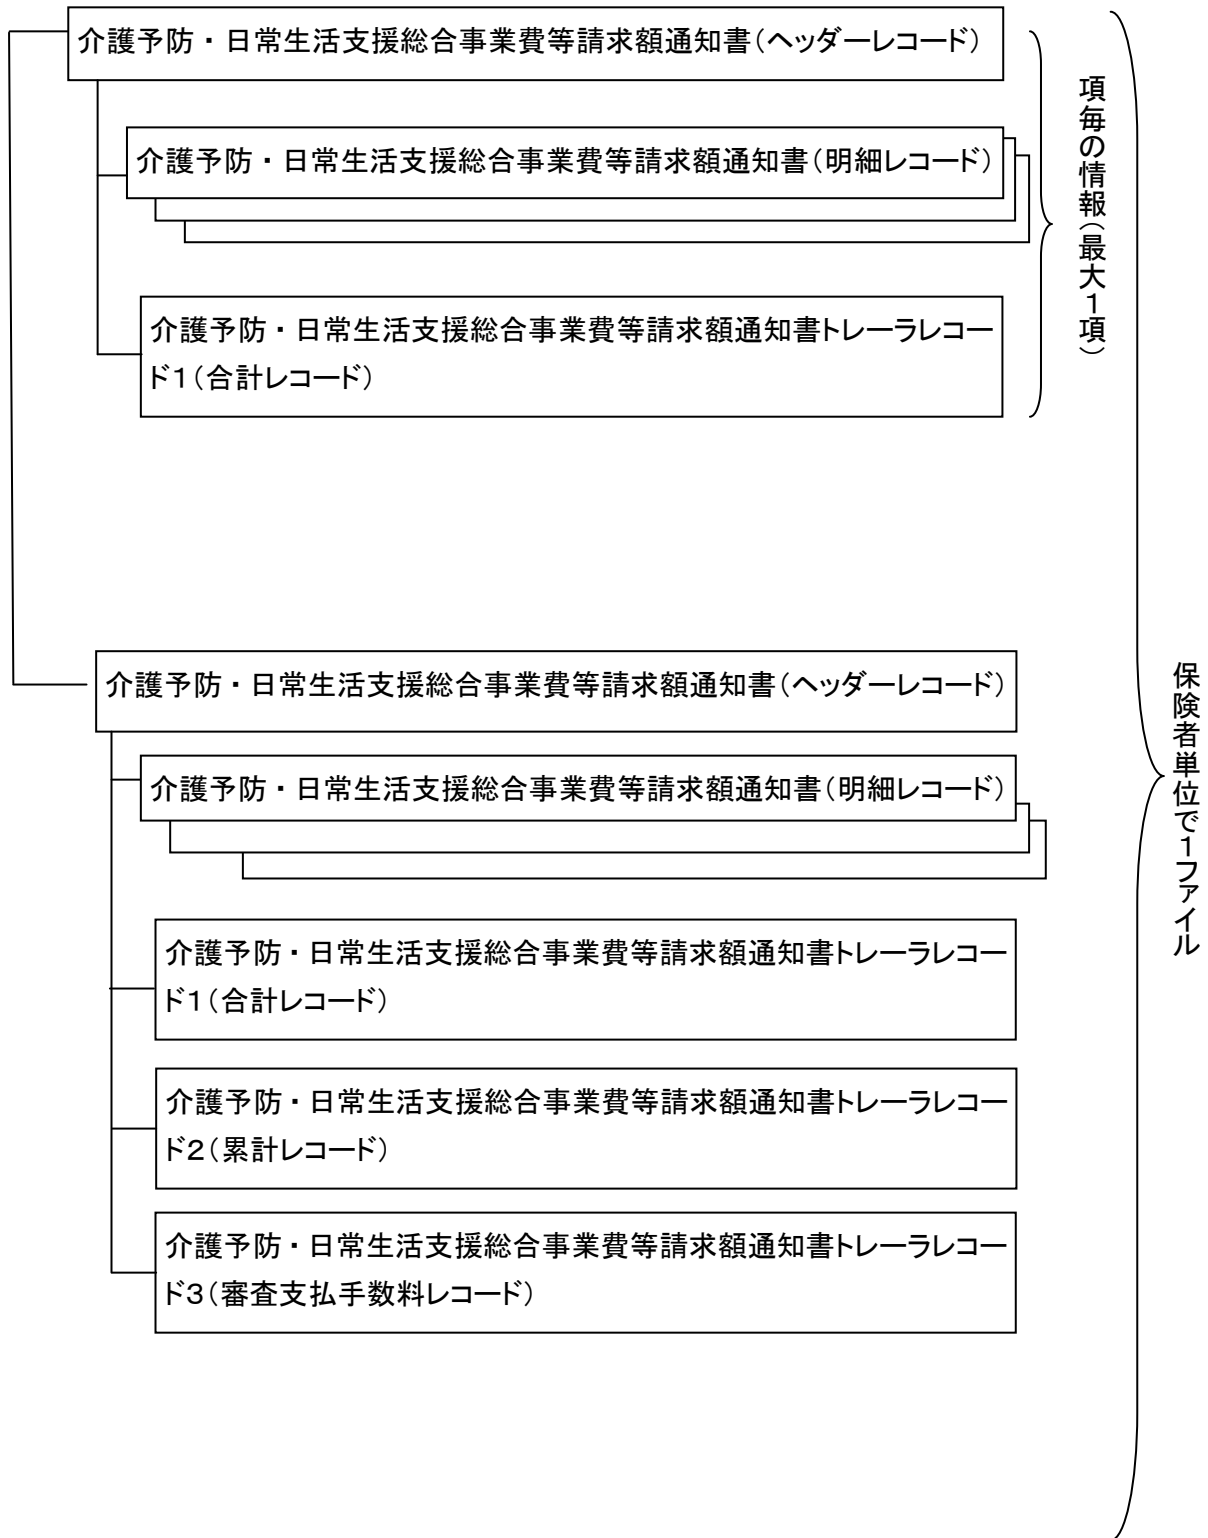 介護予防・日常生活支援総合事業費等請求額通知書(ヘッダーレコード)
介護予防・日常生活支援総合事業費等請求額通知書(明細レコード)
介護予防・日常生活支援総合事業費等請求額通知書トレーラレコー
ド1(合計レコード)
項毎の情報(最大1項)
介護予防・日常生活支援総合事業費等請求額通知書(ヘッダーレコード)
介護予防・日常生活支援総合事業費等請求額通知書(明細レコード)
介護予防・日常生活支援総合事業費等請求額通知書トレーラレコー
ド1(合計レコード)
介護予防・日常生活支援総合事業費等請求額通知書トレーラレコー
ド2(累計レコード)
介護予防・日常生活支援総合事業費等請求額通知書トレーラレコー
ド3(審査支払手数料レコード)
保険者単位で1ファイル